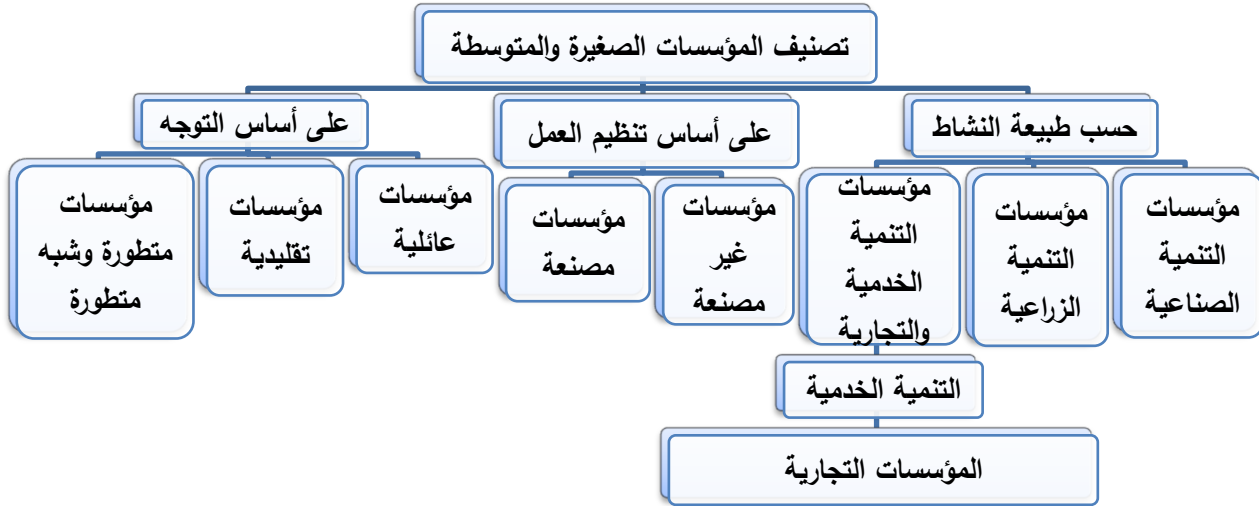 تصنيف المؤسسات الصغيرة والمتوسطة
حسب طبيعة النشاط
على أساس تنظيم العمل
على أساس التوجه
مؤسسات
التنمية
الصناعية
مؤسسات
التنمية
الزراعية
مؤسسات
التنمية
الخدمية
والتجارية
مؤسسات
غير
مصنعة
مؤسسات
مصنعة
مؤسسات
عائلية
مؤسسات
تقليدية
مؤسسات
متطورة وشبه
متطورة
التنمية الخدمية
المؤسسات التجارية